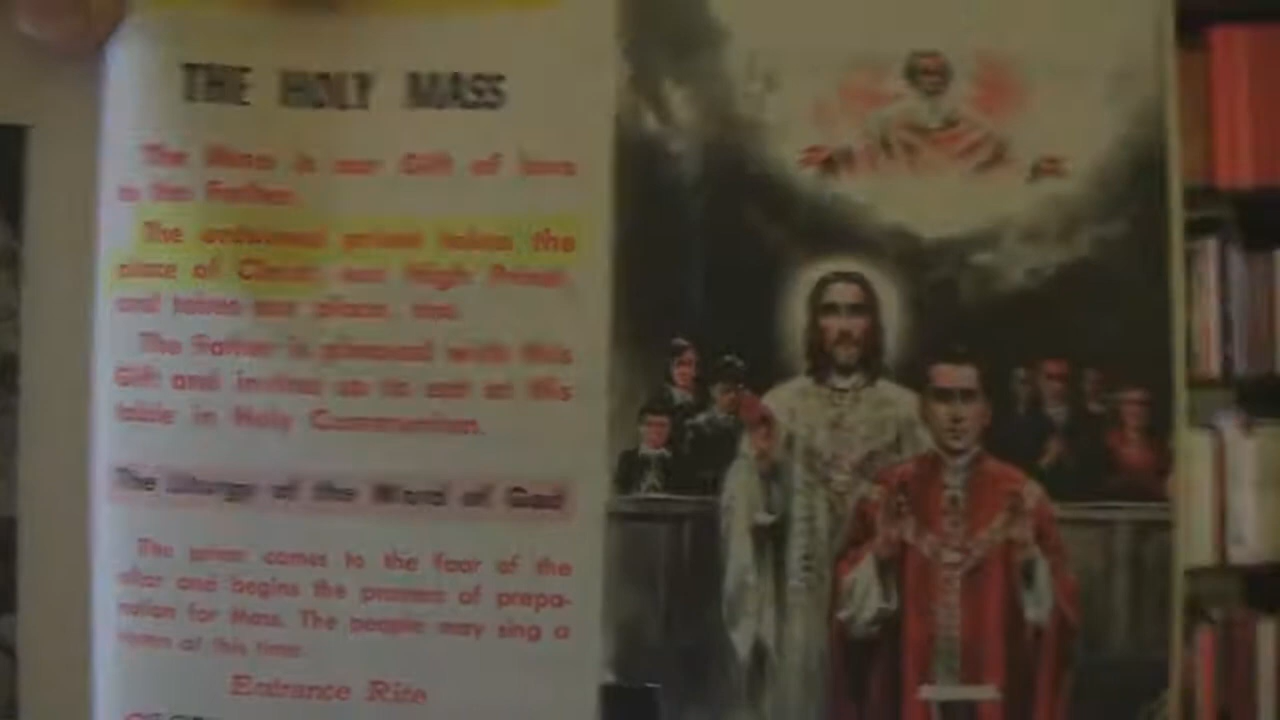 THE HOLY MASS
The Mass is our Gift of love
to the Father.
The ordained priest takes the
place of Christ, our High Priest,
and takes our place, too.
The Father is pleased with this
Gift and invites us to eat at His
table in Holy Communion.
The Liturgy of the Word of God
The priest comes to the foot of the
altar and begins the prayers of prepa-
ration for Mass. The people may sing a
hymn at this time.
Entrance Rite